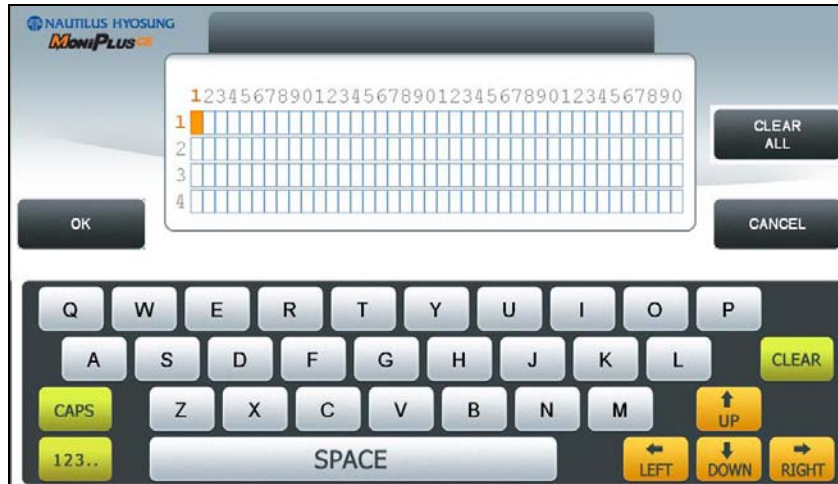 NAUTILUS HYOSUNG
MoniPlusCE
1234567890123456789012345678901234567890
1
2
3
4
CLEAR
ALL
OK
CANCEL
Q W E R T Y U I O P
A S D F G H J K L CLEAR
CAPS Z X C V B N M UP
123.. SPACE LEFT DOWN RIGHT